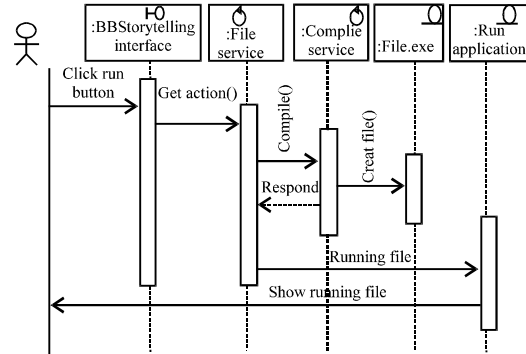 :BBStorytelling
interface
:File
service
:Complie
service
:File.exe
:Run
application
Click run
button
Get action()
Compile()
Creat file()
Respond
Running file
Show running file